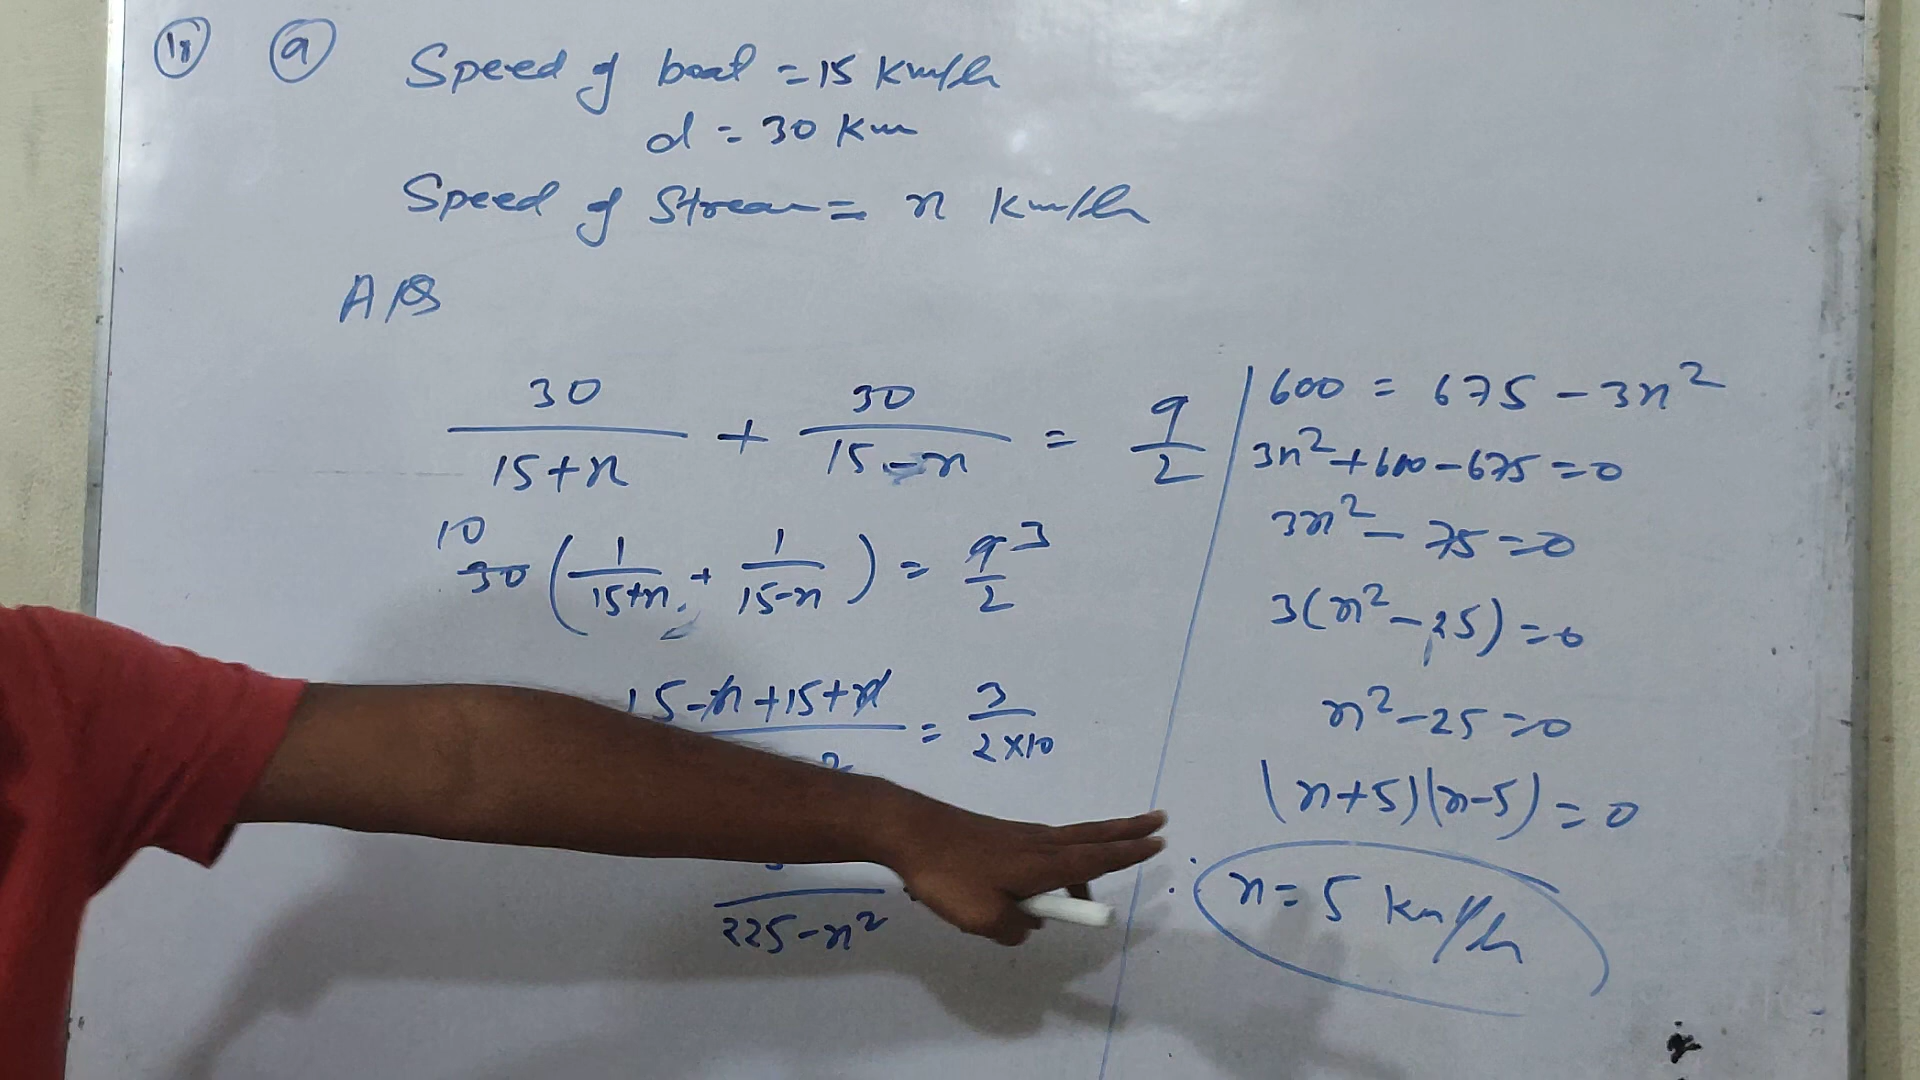 18 a Speed of boat = 15 Km/h
d = 30 Km
Speed of Stream = x Km/h
A/Q
30/(15+x) + 30/(15-x) = 9/2
10 30 (1/(15+x) + 1/(15-x)) = 9/2 3
15-x+15+x / 2 = 3/(2×10)
225-x²
600 = 675 - 3x²
3x²+600-675=0
3x²-75=0
3(x²-25)=0
x²-25=0
(x+5)(x-5)=0
∴ x = 5 Km/h